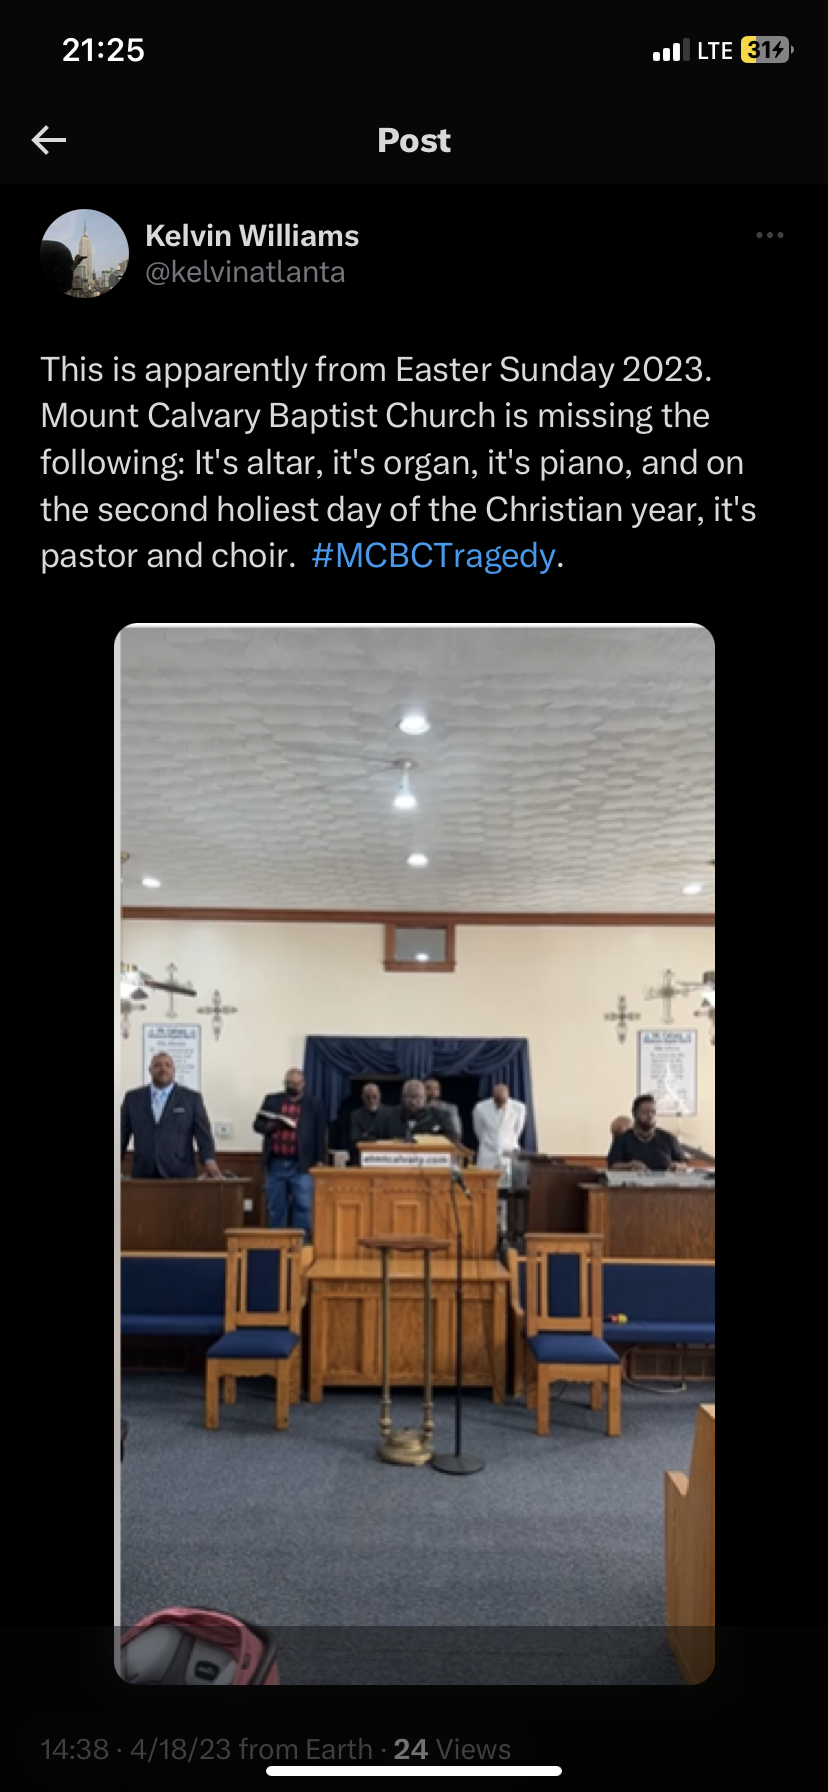 21:25
LTE 31
Post
Kelvin Williams
@kelvinatlanta
This is apparently from Easter Sunday 2023.
Mount Calvary Baptist Church is missing the
following: It's altar, it's organ, it's piano, and on
the second holiest day of the Christian year, it's
pastor and choir. #MCBCTragedy.
Mt. Calvary
14:38 · 4/18/23 from Earth · 24 Views